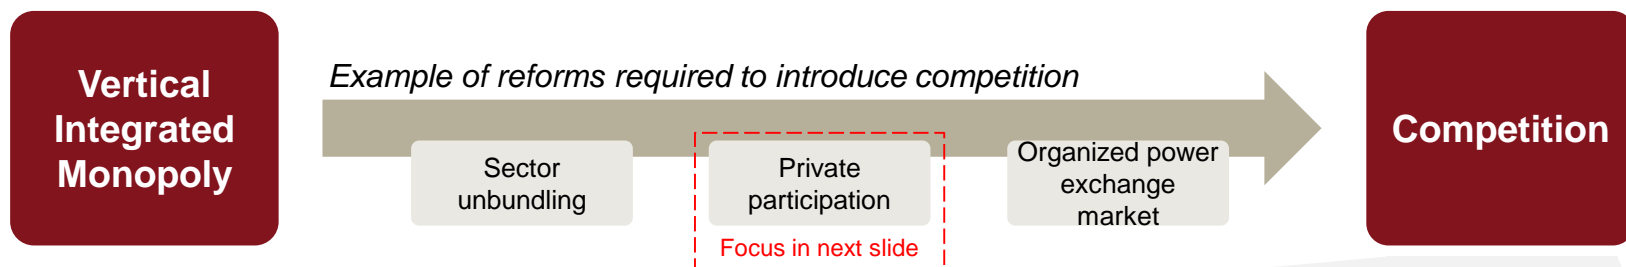 Vertical
Integrated
Monopoly
Example of reforms required to introduce competition
Sector
unbundling
Private
participation
Focus in next slide
Organized power
exchange
market
Competition